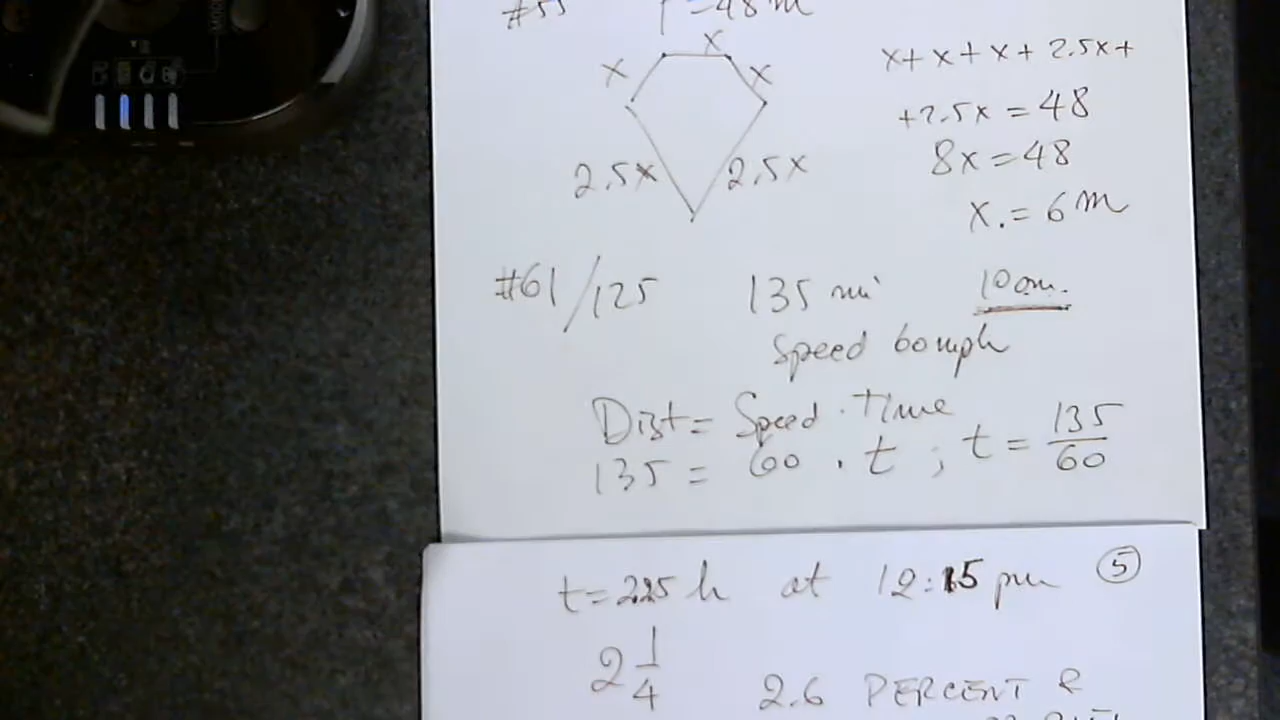 #55 P=48m
x
x x
2.5x 2.5x
x+x+x+2.5x+
+2.5x=48
8x=48
x.=6m
#61/125 135 mi 10am.
Speed 60mph
Dist= Speed . Time
135= 60 . t ; t= 135/60
t=2.25 h at 12:15 pm 5
2 1/4
2.6 PERCENT &